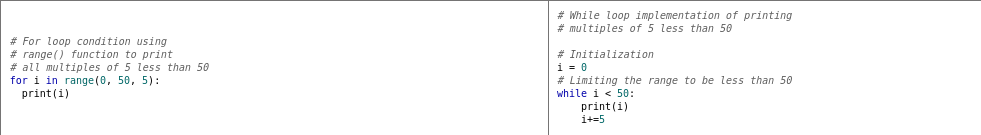 # For loop condition using
# range() function to print
# all multiples of 5 less than 50
for i in range(0, 50, 5):
  print(i)
# While loop implementation of printing
# multiples of 5 less than 50

# Initialization
i = 0
# Limiting the range to be less than 50
while i < 50:
    print(i)
    i+=5